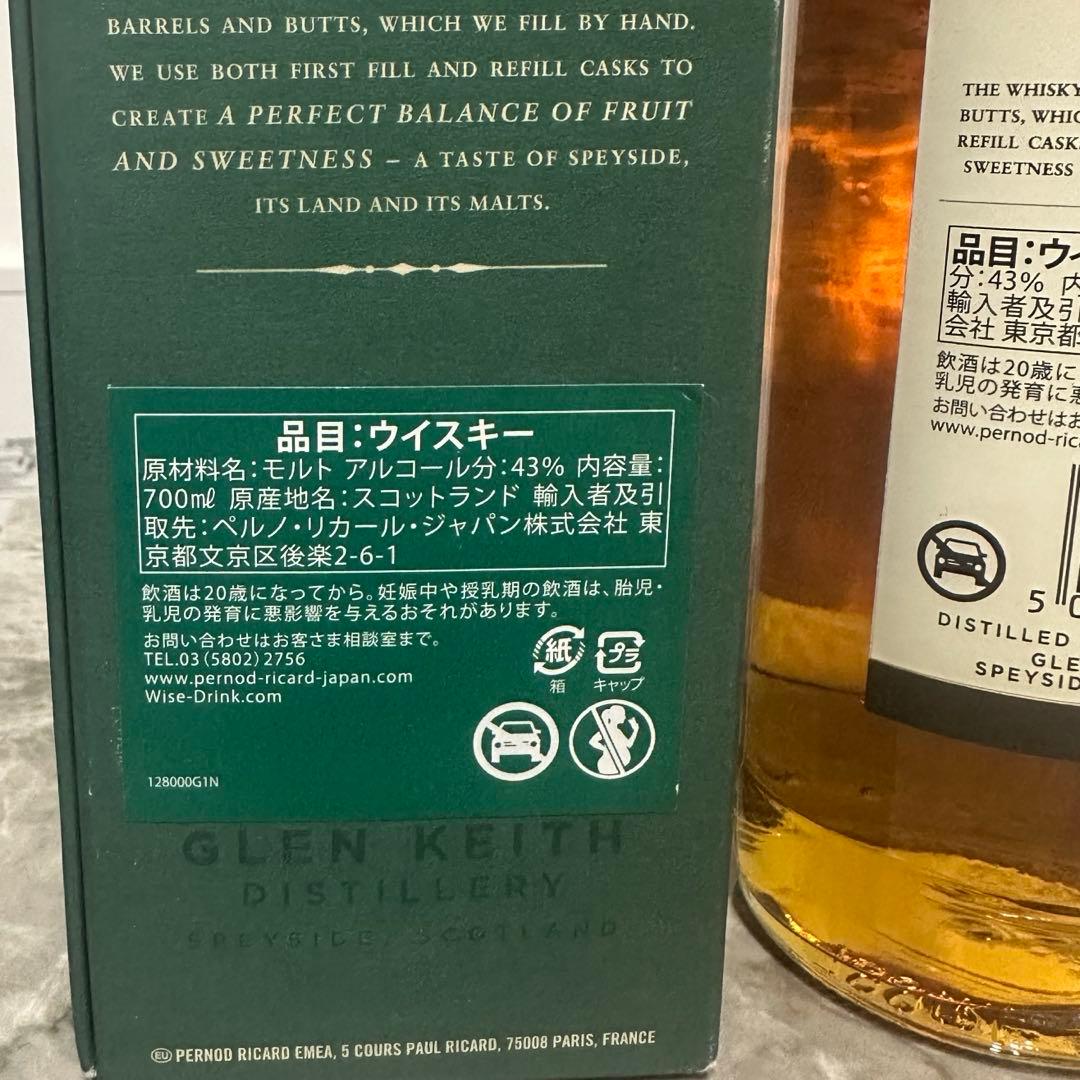 BARRELS AND BUTTS, WHICH WE FILL BY HAND.
WE USE BOTH FIRST FILL AND REFILL CASKS TO
CREATE A PERFECT BALANCE OF FRUIT
AND SWEETNESS – A TASTE OF SPEYSIDE,
ITS LAND AND ITS MALTS.
品目:ウイスキー
原材料名:モルト アルコール分:43% 内容量:
700㎖ 原産地名:スコットランド 輸入者及引
取先:ペルノ・リカール・ジャパン株式会社 東
京都文京区後楽2-6-1
飲酒は20歳になってから。妊娠中や授乳期の飲酒は、胎児・
乳児の発育に悪影響を与えるおそれがあります。
お問い合わせはお客さま相談室まで。
TEL.03(5802)2756
www.pernod-ricard-japan.com
Wise-Drink.com
紙
箱
プラ
キャップ
128000G1N
GLEN KEITH
DISTILLERY
SPEYSIDE, SCOTLAND
EU PERNOD RICARD EMEA, 5 COURS PAUL RICARD, 75008 PARIS, FRANCE
THE WHISKY
BUTTS, WHIC
REFILL CASK
SWEETNESS
品目:ウイ
分:43% 内
輸入者及引
会社 東京都
飲酒は20歳に
乳児の発育に悪
お問い合わせはお
www.pernod-ric
5 0
DISTILLED
GLE
SPEYSID